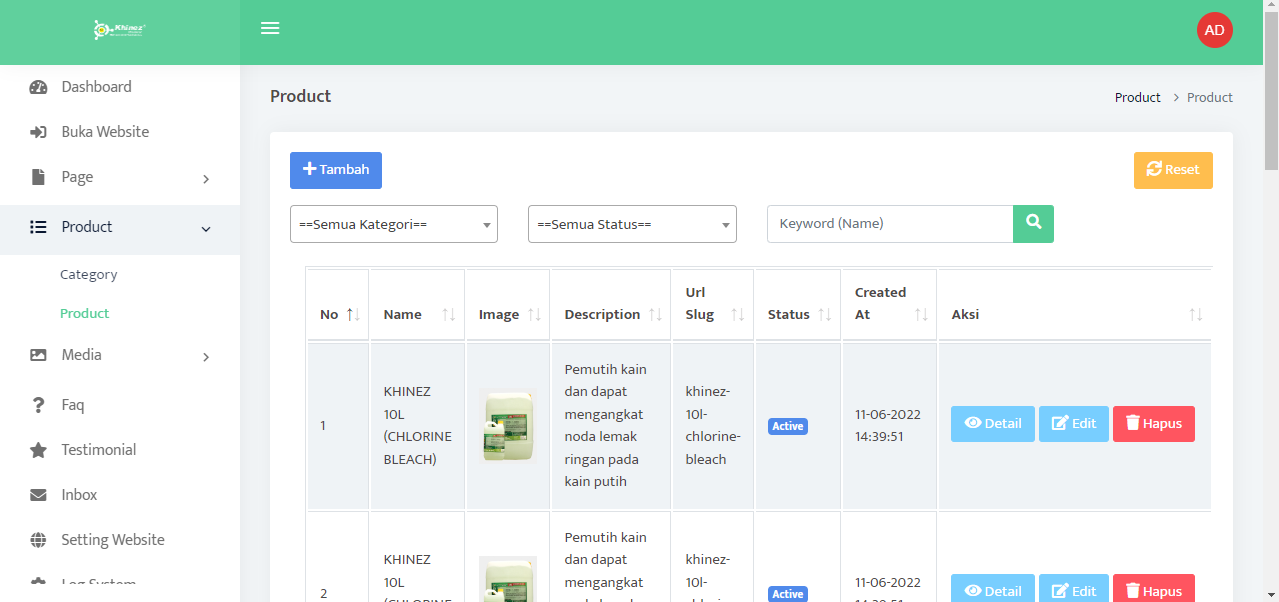 Khinez
AD
Dashboard
Buka Website
Page
Product
Category
Product
Media
Faq
Testimonial
Inbox
Setting Website
Log System
Product
Product > Product
Tambah
Reset
==Semua Kategori==
==Semua Status==
Keyword (Name)
No
Name
Image
Description
Url
Slug
Status
Created
At
Aksi
1
KHINEZ
10L
(CHLORINE
BLEACH)
Pemutih kain
dan dapat
mengangkat
noda lemak
ringan pada
kain putih
khinez-
10l-
chlorine-
bleach
Active
11-06-2022
14:39:51
Detail
Edit
Hapus
2
KHINEZ
10L
(CHLORINE
Pemutih kain
dan dapat
mengangkat
khinez-
10l-
Active
11-06-2022
14:39:51
Detail
Edit
Hapus